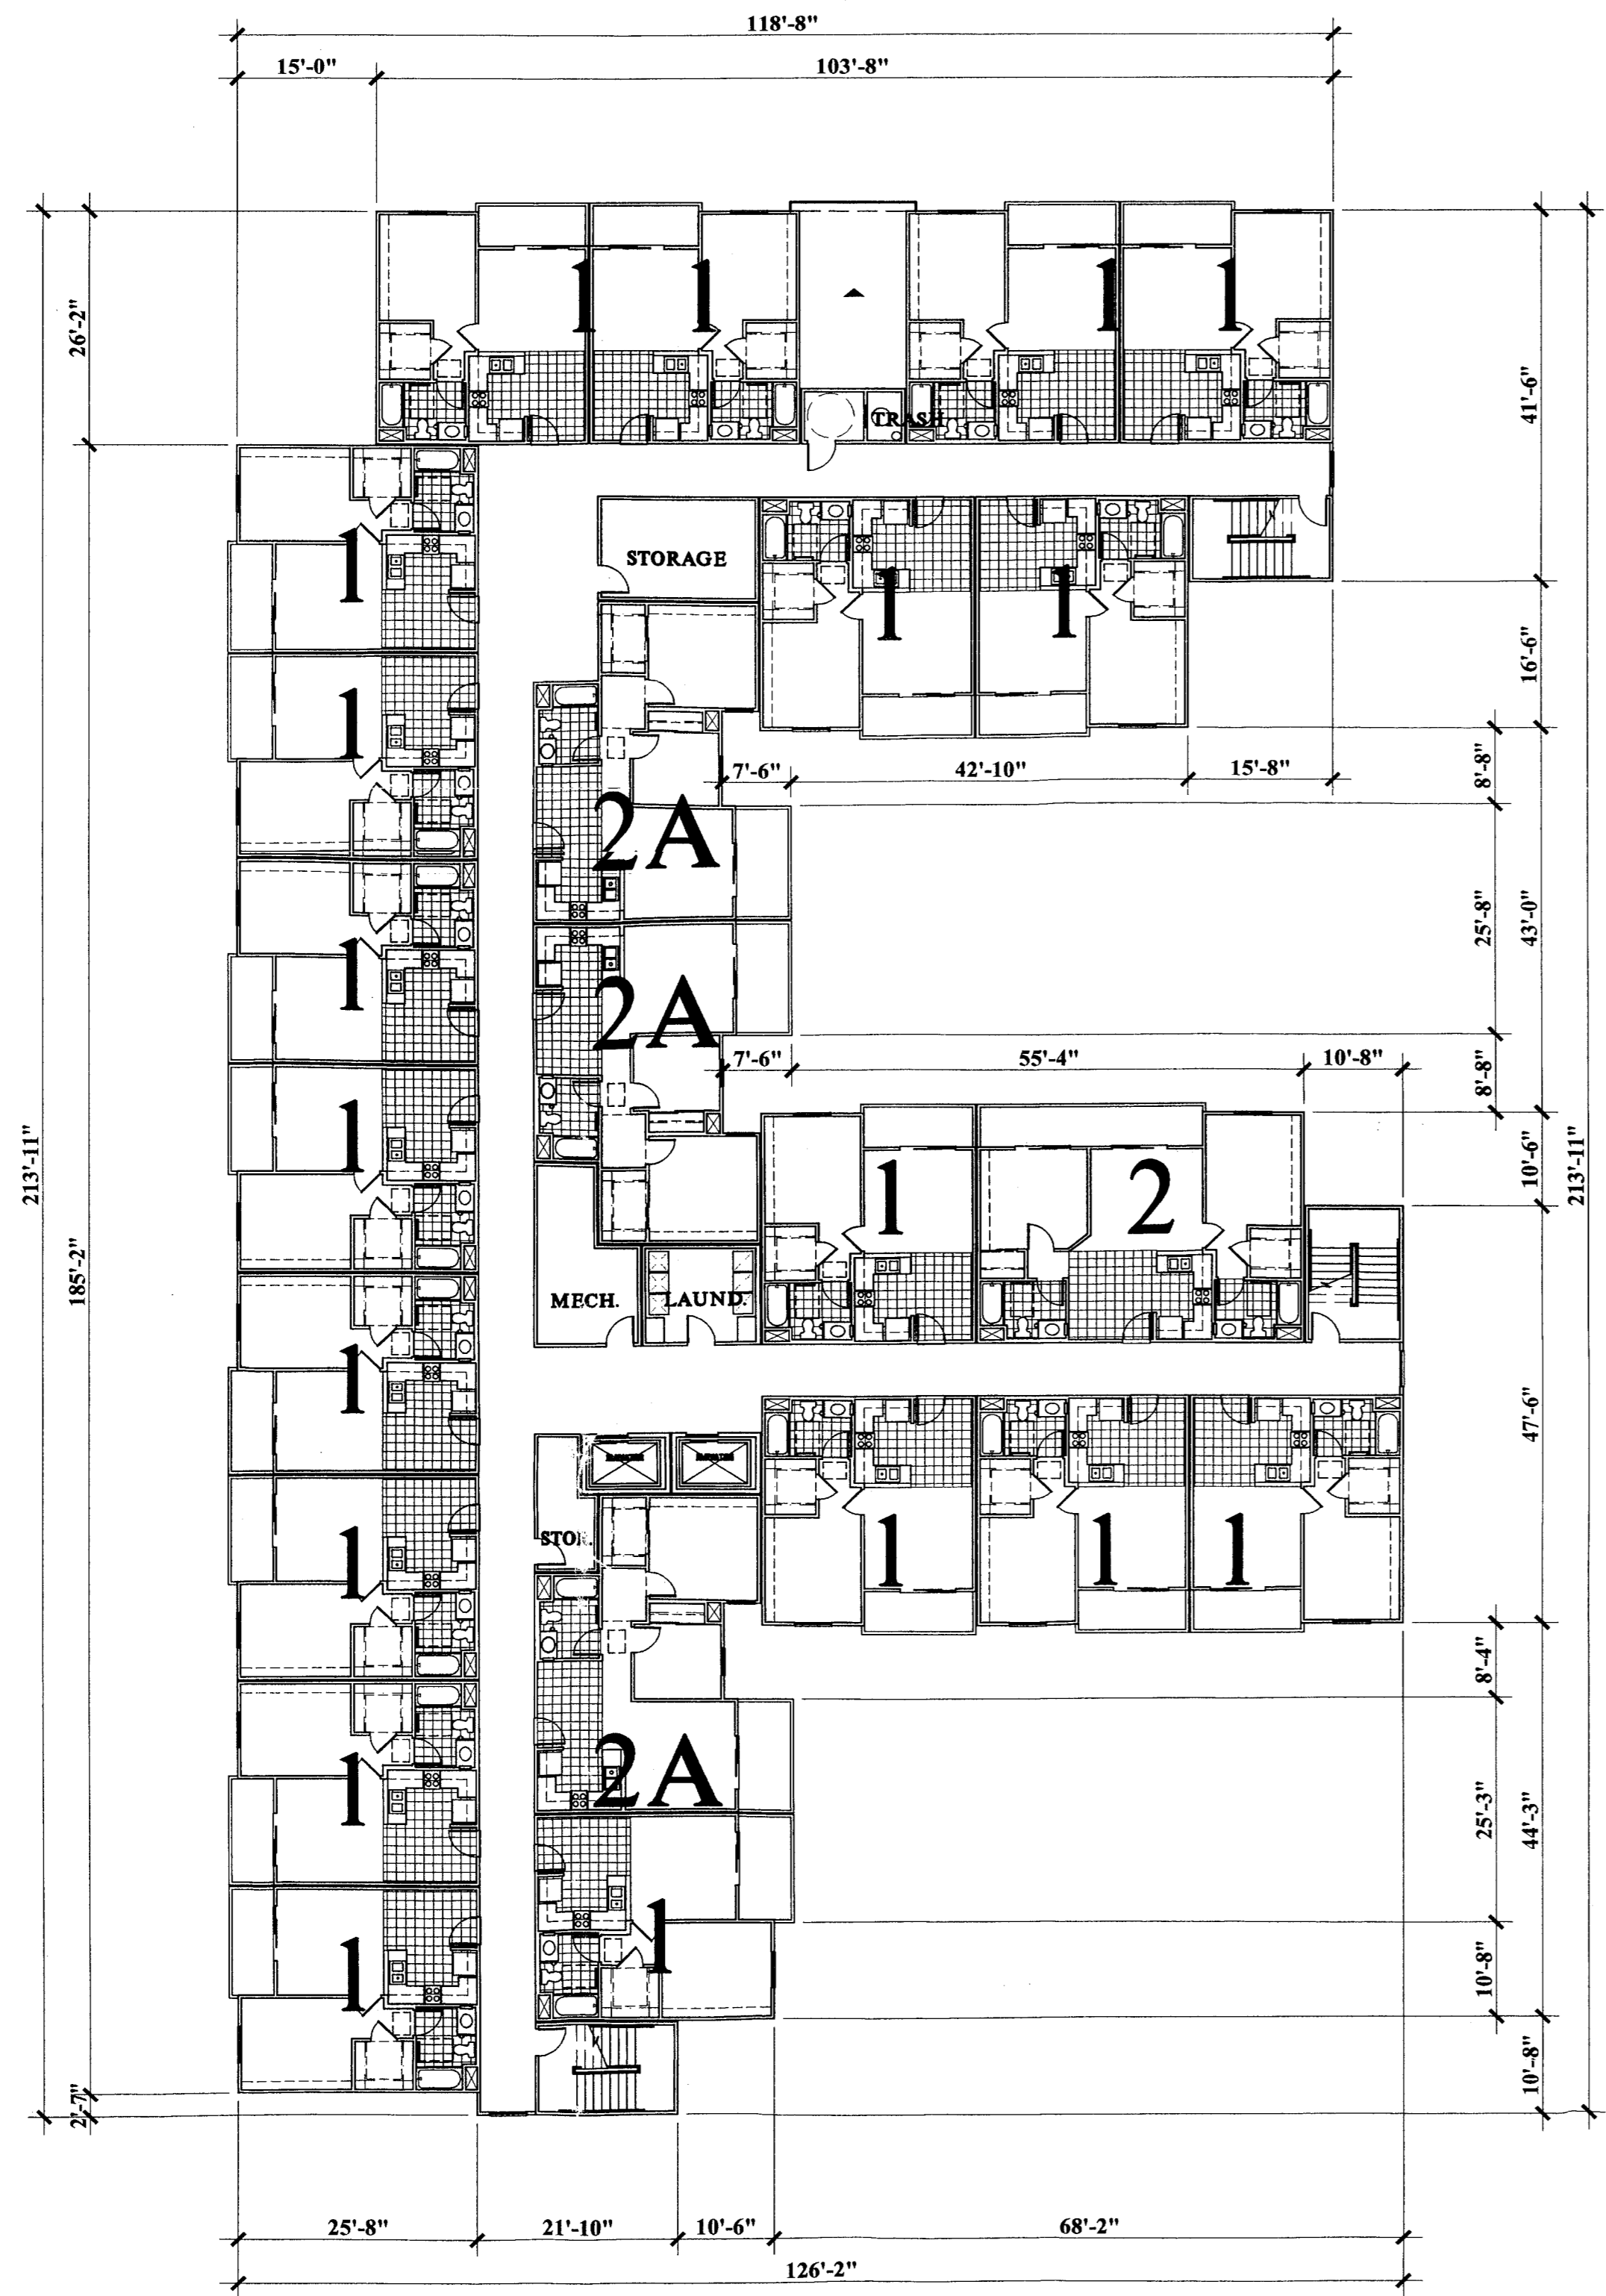 118'-8"
15'-0" 103'-8"
26'-2"
1 1 1 1
41'-6"
TRASH
STORAGE
1
1 1
16'-6"
1
7'-6" 42'-10" 15'-8"
8'-8"
2A
25'-8" 43'-0"
1
2A
7'-6" 55'-4" 10'-8"
8'-8"
1
213'-11"
1 2
10'-6" 213'-11"
185'-2"
MECH. LAUND.
1
47'-6"
STOR.
1
1 1 1
8'-4"
2A
1
25'-3" 44'-3"
1
1
10'-8"
2'-7"
10'-8"
25'-8" 21'-10" 10'-6" 68'-2"
126'-2"